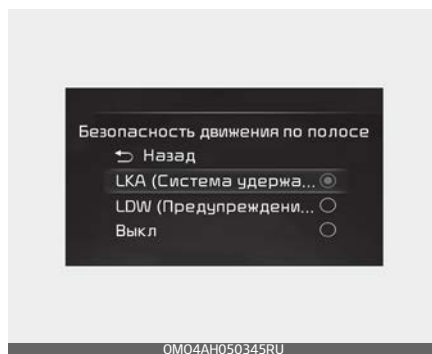 Безопасность движения по полосе
Назад
LKA (Система удержа...
LDW (Предупреждени...
Выкл
OMO4AH050345RU